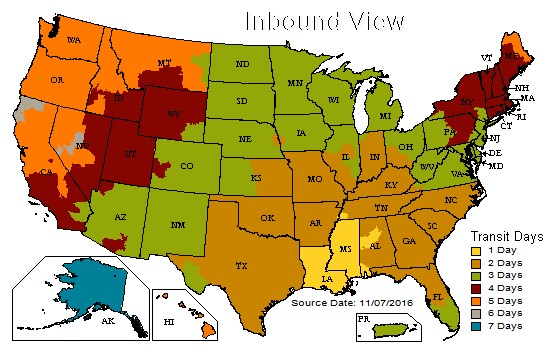 Inbound View
WA
OR
CA
ID
NV
MT
WY
UT
AZ
CO
NM
ND
SD
NE
KS
OK
TX
MN
IA
MO
AR
LA
WI
IL
MS
MI
IN
KY
TN
AL
OH
WV
VA
NC
SC
GA
FL
PA
NY
VT
ME
NH
MA
RI
CT
NJ
DE
MD
AK
HI
PR
Source Date: 11/07/2016
Transit Days
1 Day
2 Days
3 Days
4 Days
5 Days
6 Days
7 Days